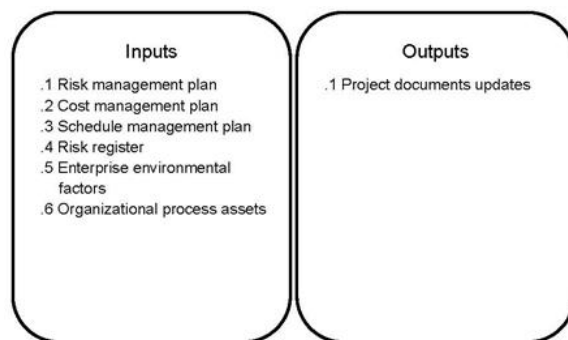 Inputs
.1 Risk management plan
.2 Cost management plan
.3 Schedule management plan
.4 Risk register
.5 Enterprise environmental
factors
.6 Organizational process assets
Outputs
.1 Project documents updates